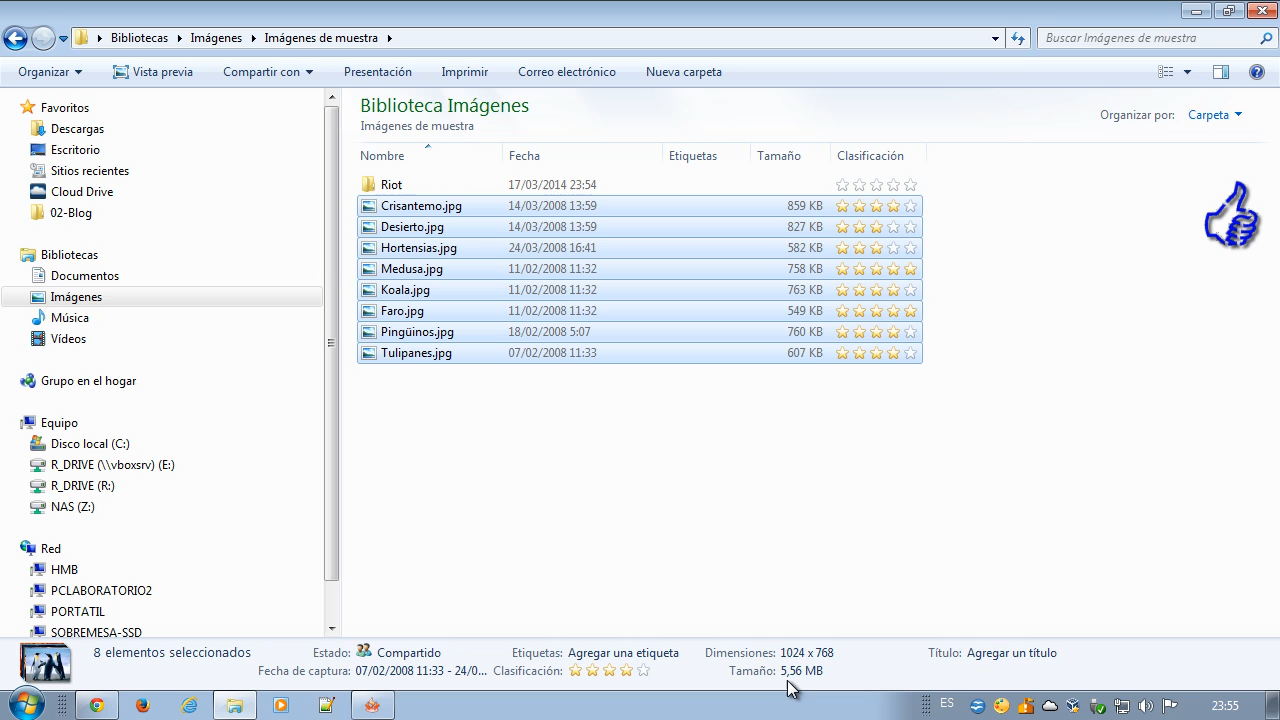 Bibliotecas Imágenes Imágenes de muestra
Buscar Imágenes de muestra
Organizar Vista previa Compartir con Presentación Imprimir Correo electrónico Nueva carpeta
Favoritos
Descargas
Escritorio
Sitios recientes
Cloud Drive
02-Blog
Bibliotecas
Documentos
Imágenes
Música
Vídeos
Grupo en el hogar
Equipo
Disco local (C:)
R_DRIVE (\\vboxsrv) (E:)
R_DRIVE (R:)
NAS (Z:)
Red
HMB
PCLABORATORIO2
PORTATIL
SOBREMESA-SSD
Biblioteca Imágenes
Imágenes de muestra
Organizar por: Carpeta
Nombre Fecha Etiquetas Tamaño Clasificación
Riot 17/03/2014 23:54
Crisantemo.jpg 14/03/2008 13:59 859 KB
Desierto.jpg 14/03/2008 13:59 827 KB
Hortensias.jpg 24/03/2008 16:41 582 KB
Medusa.jpg 11/02/2008 11:32 758 KB
Koala.jpg 11/02/2008 11:32 763 KB
Faro.jpg 11/02/2008 11:32 549 KB
Pingüinos.jpg 18/02/2008 5:07 760 KB
Tulipanes.jpg 07/02/2008 11:33 607 KB
8 elementos seleccionados Estado: Compartido Etiquetas: Agregar una etiqueta Dimensiones: 1024 x 768 Título: Agregar un título
Fecha de captura: 07/02/2008 11:33 - 24/0... Clasificación: Tamaño: 5,56 MB
ES 23:55